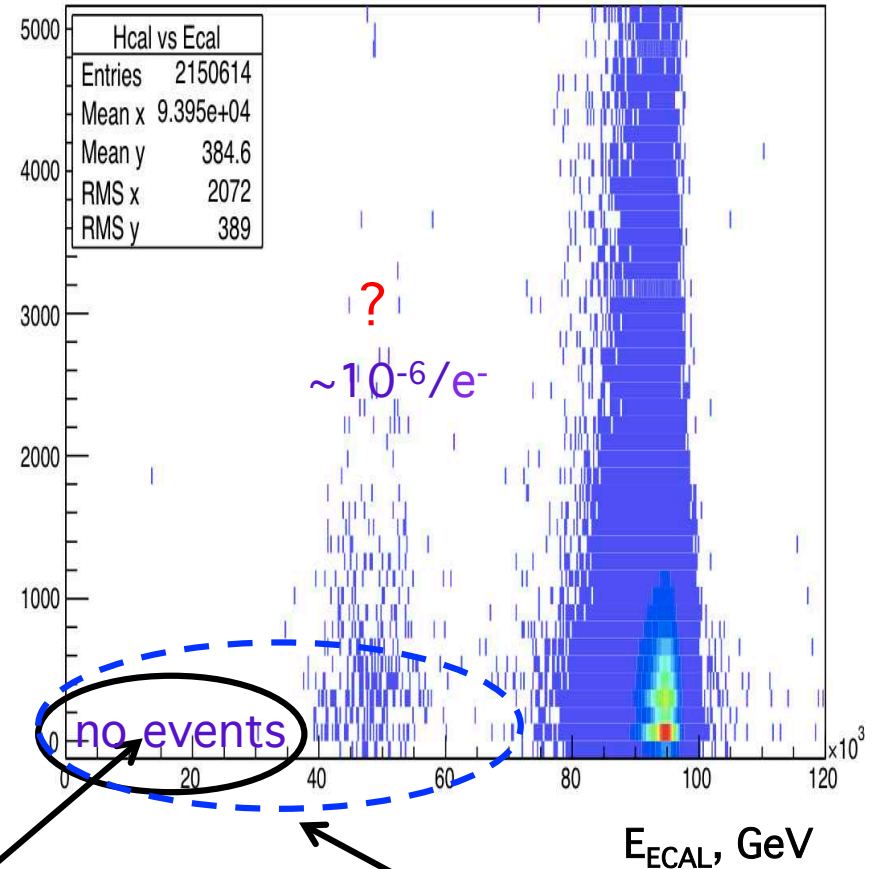 5000
4000
3000
2000
1000
0
Hcal vs Ecal
Entries 2150614
Mean x 9.395e+04
Mean y 384.6
RMS x 2072
RMS y 389
?
~10⁻⁶/e⁻
no events
0 20 40 60 80 100 120
×10³
E_ECAL, GeV